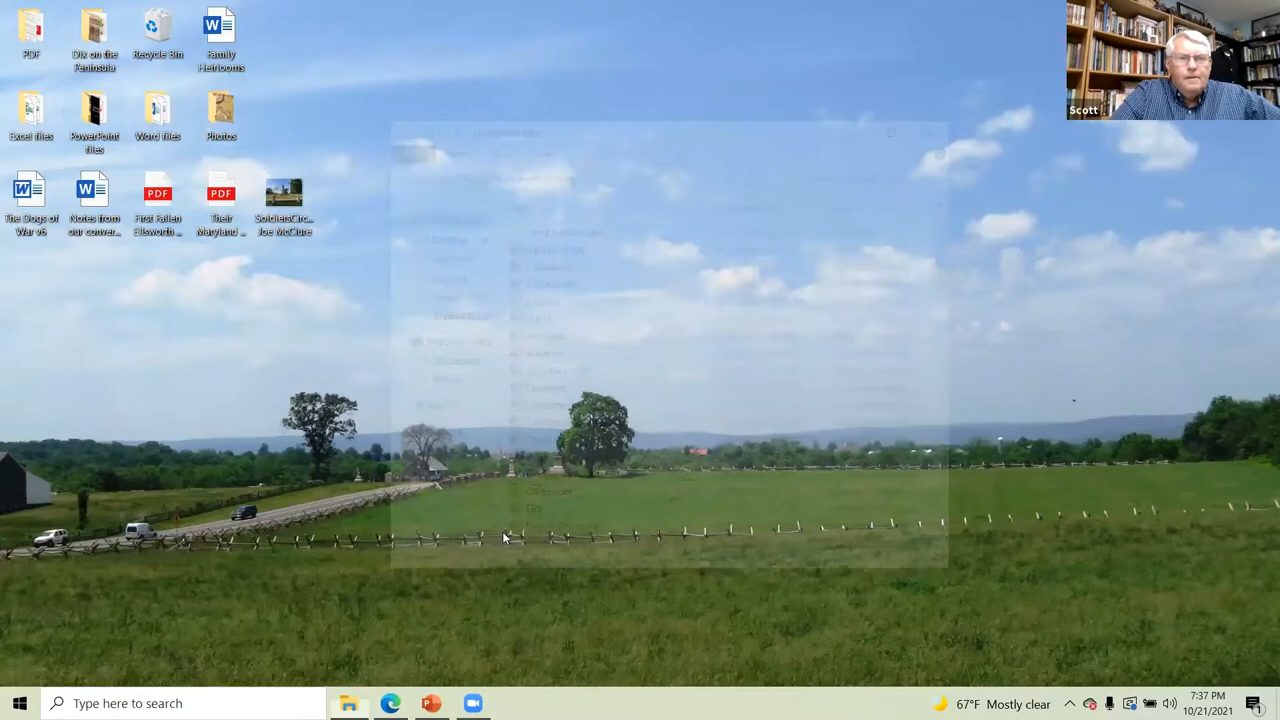 PDF
Dix on the
Peninsula
Recycle Bin
Family
Heirlooms
Scott
Excel files
PowerPoint
files
Word files
Photos
PDF
PDF
The Dogs of
War v6
Notes from
our conver...
First Fallen
Ellsworth ...
Their
Maryland ...
SoldiersCirc...
Joe McClure
Type here to search
67°F Mostly clear
7:37 PM
10/21/2021
1